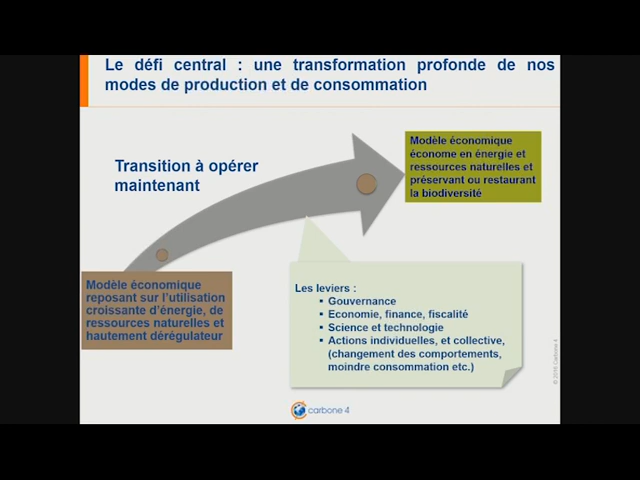 Le défi central : une transformation profonde de nos
modes de production et de consommation
Transition à opérer
maintenant
Modèle économique
économe en énergie et
ressources naturelles et
préservant ou restaurant
la biodiversité
Modèle économique
reposant sur l'utilisation
croissante d'énergie, de
ressources naturelles et
hautement dérégulateur
Les leviers :
▪ Gouvernance
▪ Economie, finance, fiscalité
▪ Science et technologie
▪ Actions individuelles, et collective,
(changement des comportements,
moindre consommation etc.)
carbone 4